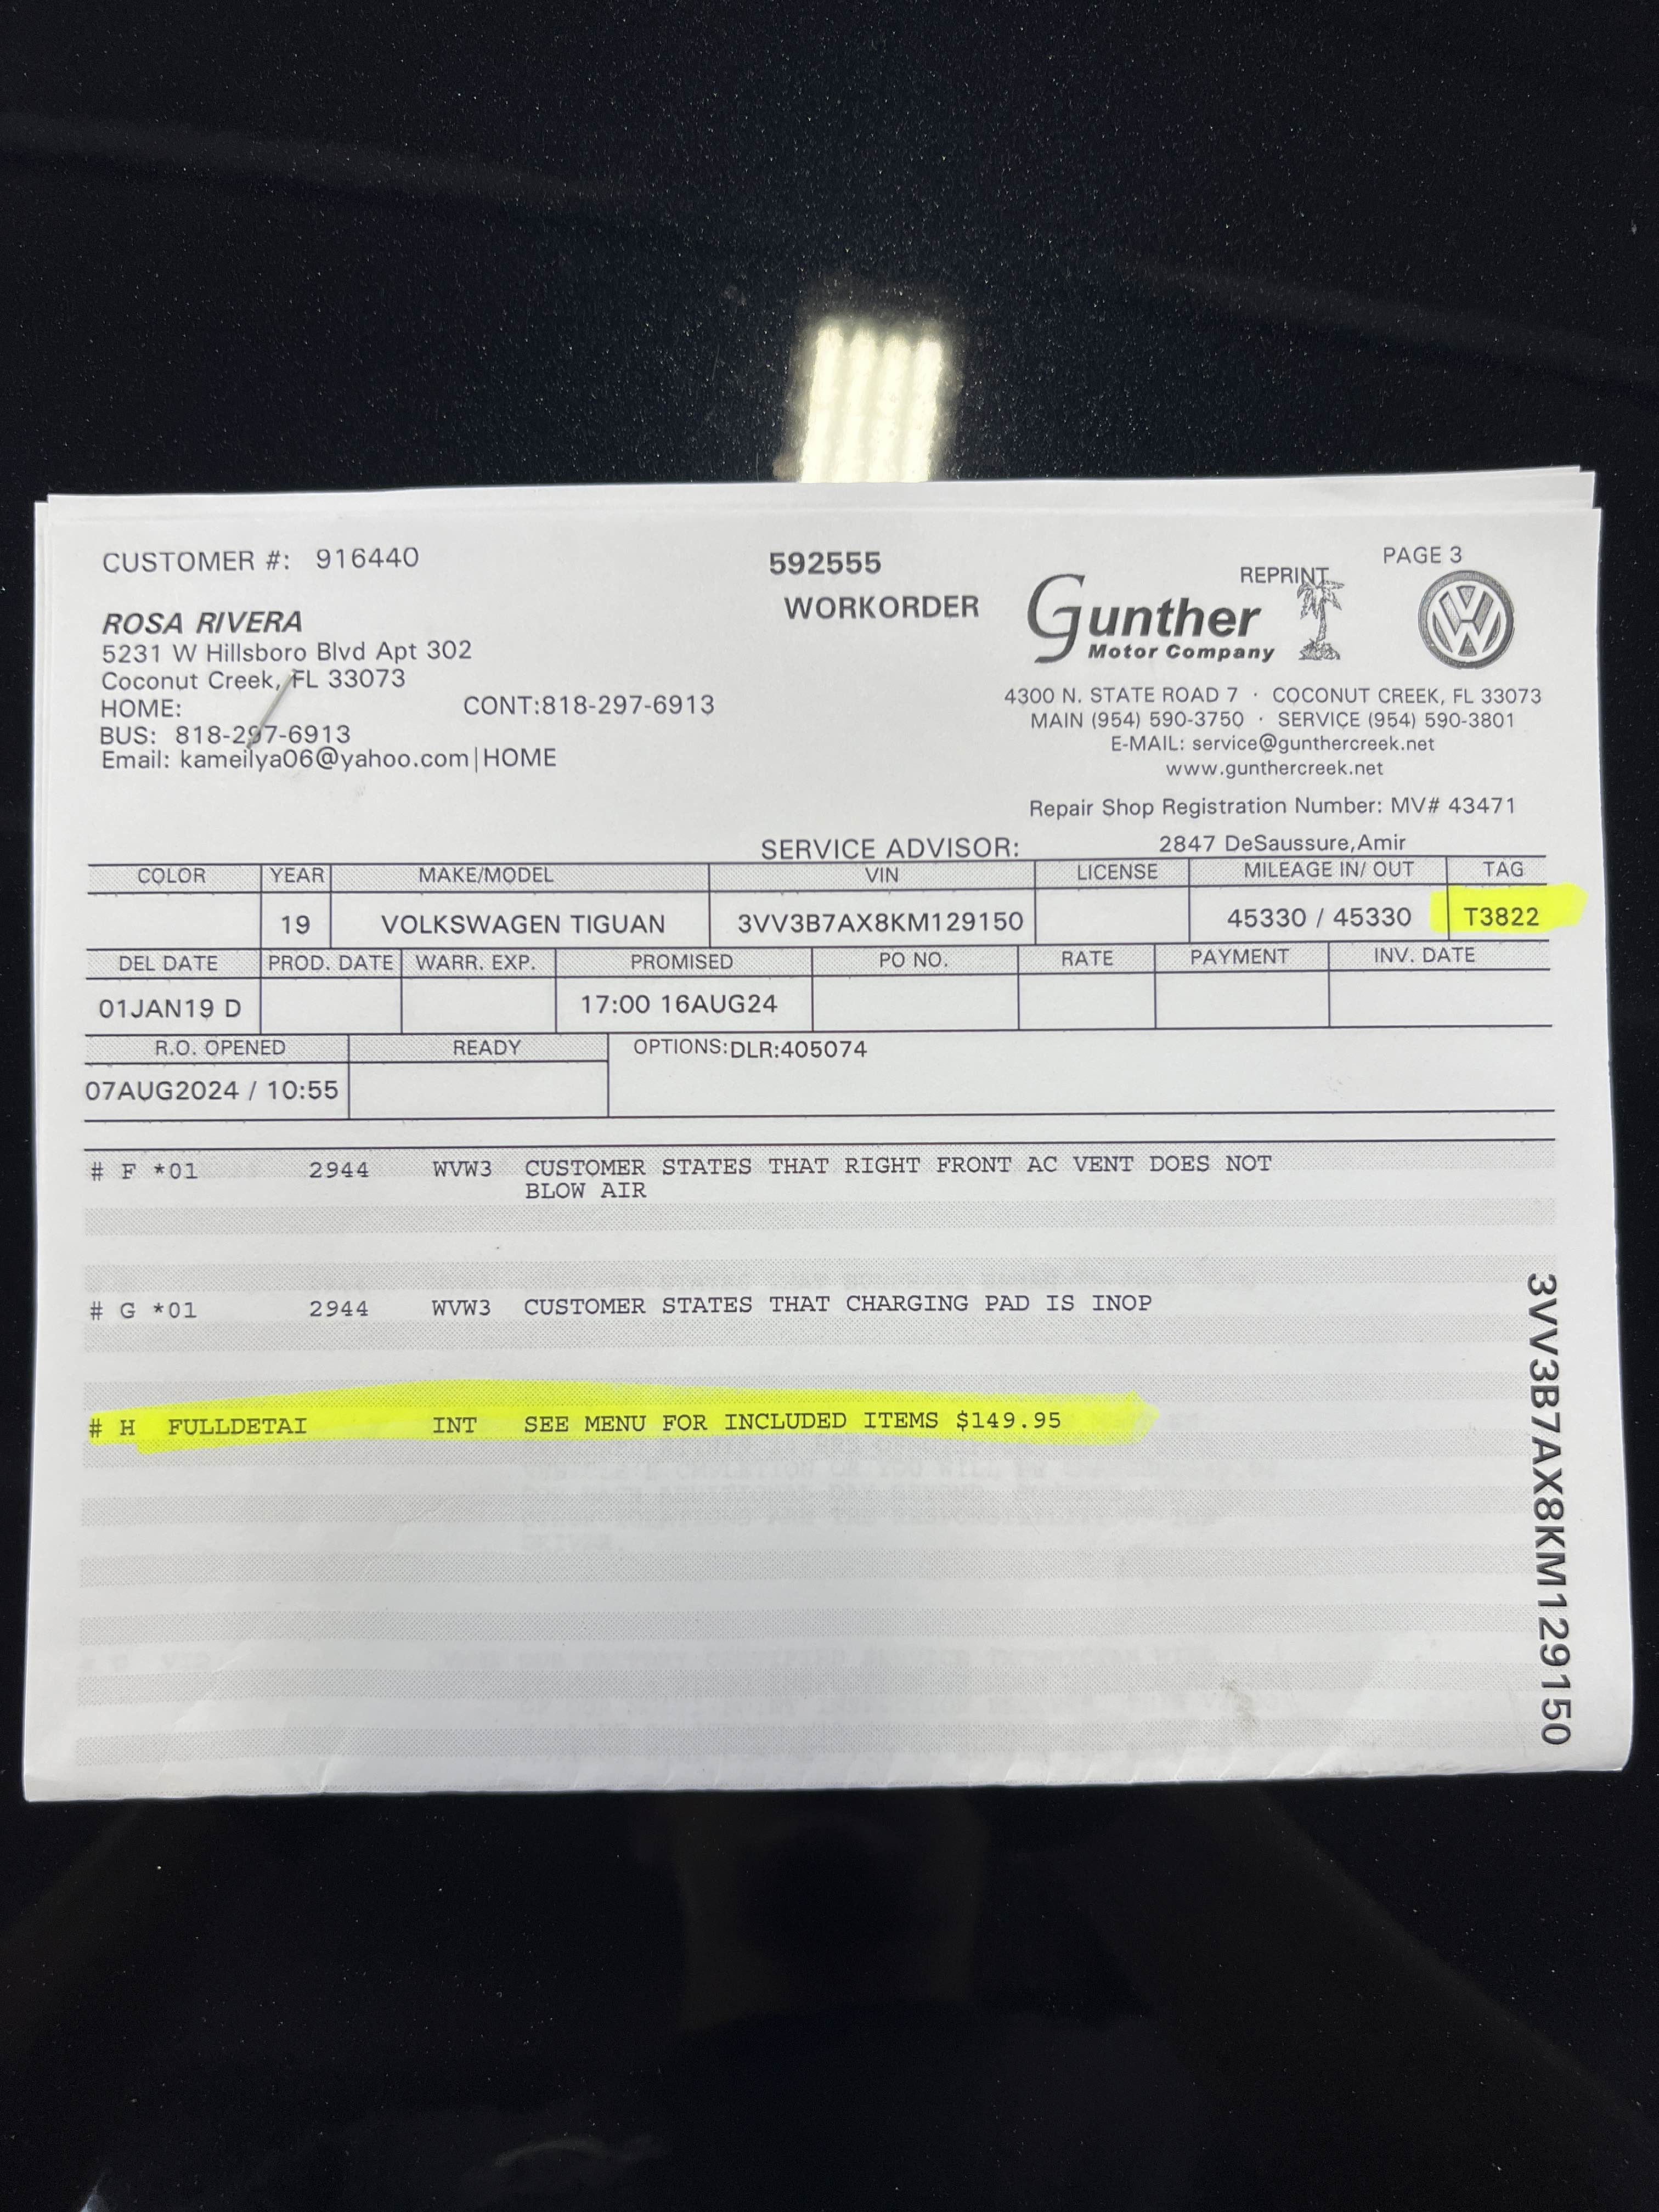 CUSTOMER #: 916440
592555
WORKORDER
REPRINT
PAGE 3
Gunther
Motor Company
ROSA RIVERA
5231 W Hillsboro Blvd Apt 302
Coconut Creek, FL 33073
HOME: CONT:818-297-6913
BUS: 818-297-6913
Email: kameilya06@yahoo.com|HOME
4300 N. STATE ROAD 7 · COCONUT CREEK, FL 33073
MAIN (954) 590-3750 · SERVICE (954) 590-3801
E-MAIL: service@gunthercreek.net
www.gunthercreek.net
Repair Shop Registration Number: MV# 43471
SERVICE ADVISOR: 2847 DeSaussure,Amir
COLOR YEAR MAKE/MODEL VIN LICENSE MILEAGE IN/ OUT TAG
19 VOLKSWAGEN TIGUAN 3VV3B7AX8KM129150 45330 / 45330 T3822
DEL DATE PROD. DATE WARR. EXP. PROMISED PO NO. RATE PAYMENT INV. DATE
01JAN19 D 17:00 16AUG24
R.O. OPENED READY OPTIONS:DLR:405074
07AUG2024 / 10:55
# F *01 2944 WVW3 CUSTOMER STATES THAT RIGHT FRONT AC VENT DOES NOT
BLOW AIR
# G *01 2944 WVW3 CUSTOMER STATES THAT CHARGING PAD IS INOP
# H FULLDETAI INT SEE MENU FOR INCLUDED ITEMS $149.95
3VV3B7AX8KM129150